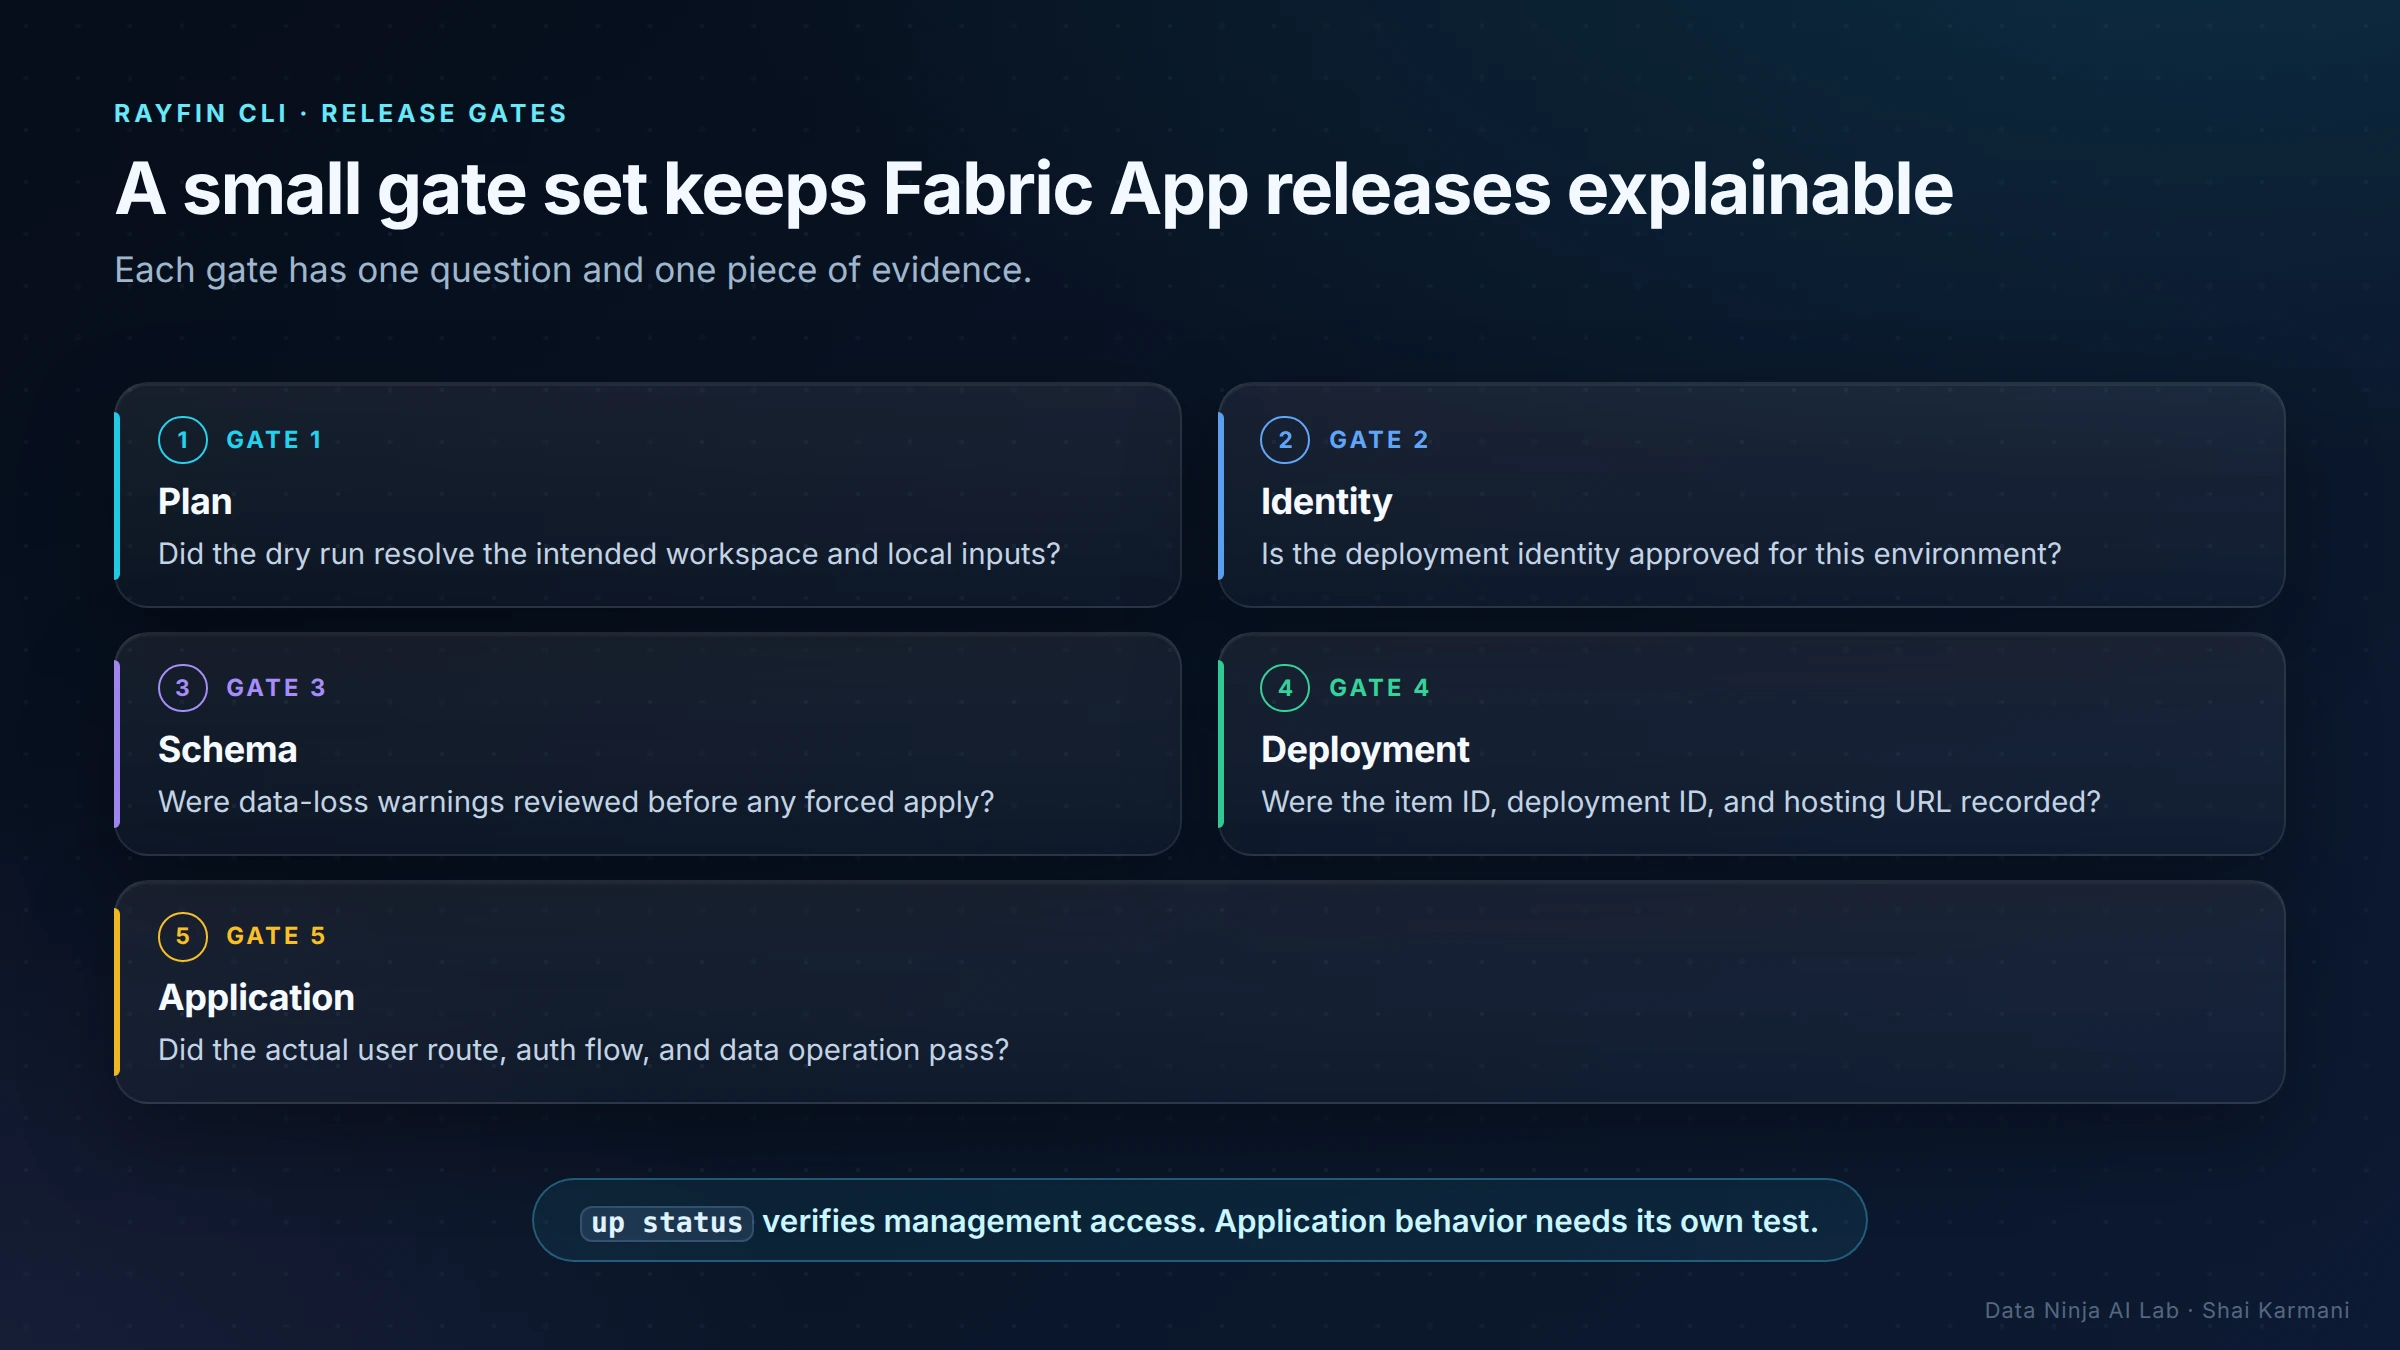 RAYFIN CLI · RELEASE GATES
A small gate set keeps Fabric App releases explainable
Each gate has one question and one piece of evidence.
1 GATE 1
Plan
Did the dry run resolve the intended workspace and local inputs?
2 GATE 2
Identity
Is the deployment identity approved for this environment?
3 GATE 3
Schema
Were data-loss warnings reviewed before any forced apply?
4 GATE 4
Deployment
Were the item ID, deployment ID, and hosting URL recorded?
5 GATE 5
Application
Did the actual user route, auth flow, and data operation pass?
up status verifies management access. Application behavior needs its own test.
Data Ninja AI Lab · Shai Karmani